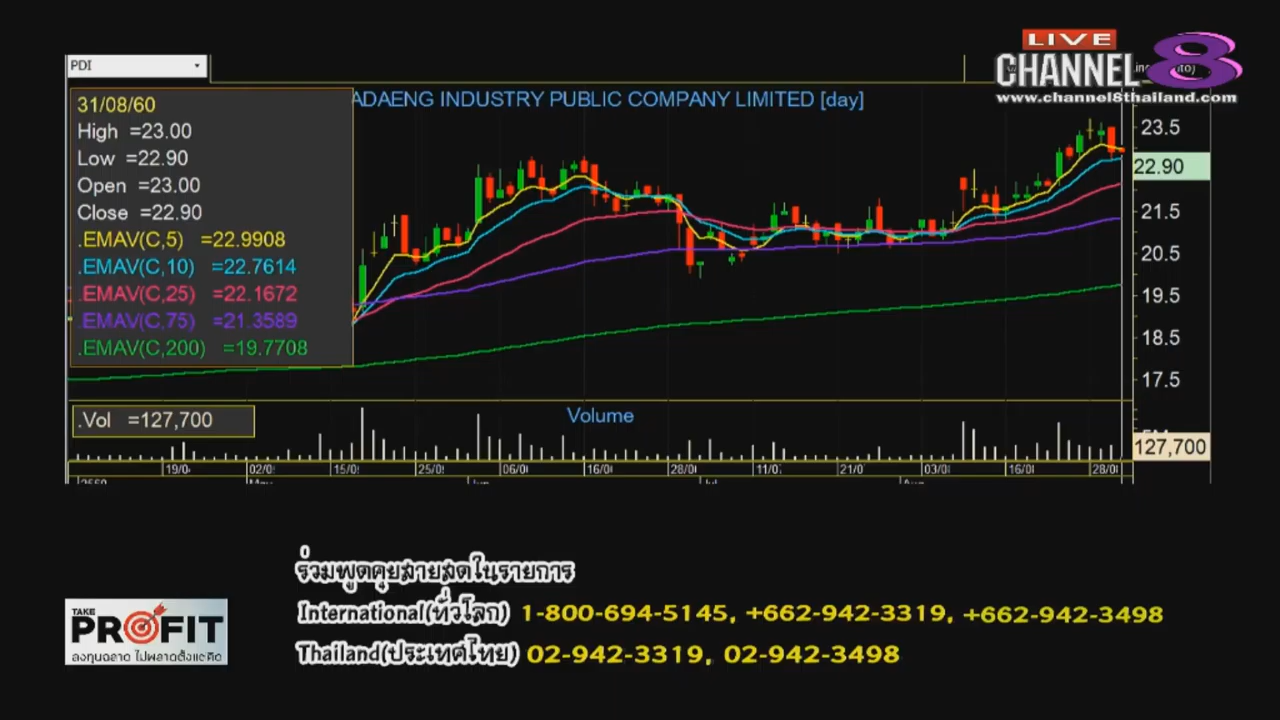 LIVE
CHANNEL 8
www.channel8thailand.com
PDI
ADAENG INDUSTRY PUBLIC COMPANY LIMITED [day]
31/08/60
High =23.00
Low =22.90
Open =23.00
Close =22.90
.EMAV(C,5) =22.9908
.EMAV(C,10) =22.7614
.EMAV(C,25) =22.1672
.EMAV(C,75) =21.3589
.EMAV(C,200) =19.7708
23.5
22.90
21.5
20.5
19.5
18.5
17.5
.Vol =127,700
Volume
127,700
19/0 02/0 15/0 25/0 06/0 16/0 28/0 11/0 21/0 03/0 16/0 28/0
ร่วมพูดคุยสายสดในรายการ
International(ทั่วโลก) 1-800-694-5145, +662-942-3319, +662-942-3498
Thailand(ประเทศไทย) 02-942-3319, 02-942-3498
TAKE
PROFIT
ลงทุนฉลาด ไม่พลาดตั้งแต่คิด